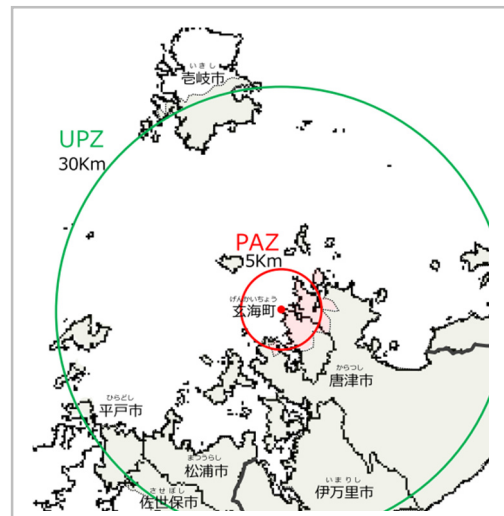 いきし
壱岐市
UPZ
30Km
PAZ
5Km
げんかいちょう
玄海町
からつし
唐津市
ひらどし
平戸市
まつうらし
松浦市
いまりし
伊万里市
させぼし
佐世保市